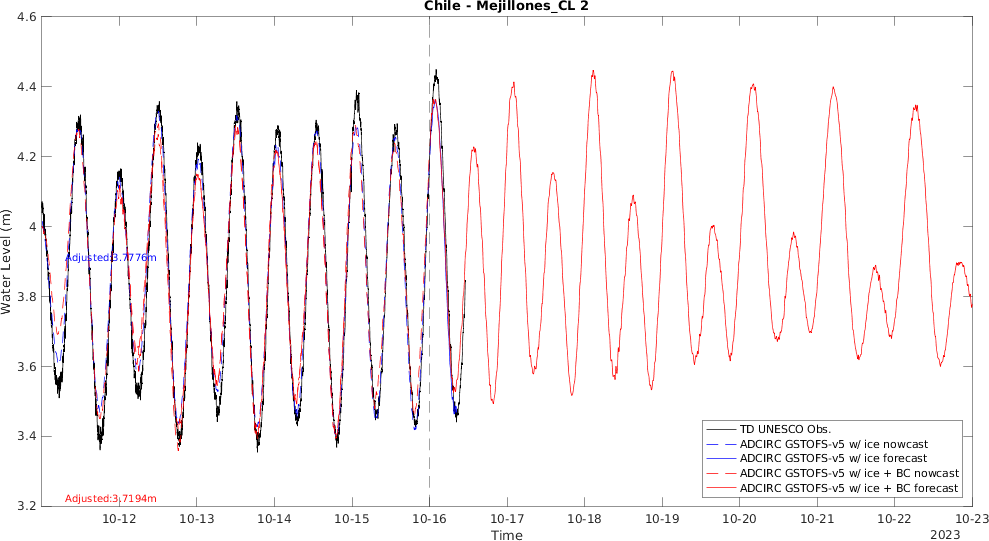 Chile - Mejillones_CL 2
4.6
4.4
4.2
4
3.8
3.6
3.4
3.2
Water Level (m)
Adjusted:3.7776m
Adjusted:3.7194m
TD UNESCO Obs.
ADCIRC GSTOFS-v5 w/ ice nowcast
ADCIRC GSTOFS-v5 w/ ice forecast
ADCIRC GSTOFS-v5 w/ ice + BC nowcast
ADCIRC GSTOFS-v5 w/ ice + BC forecast
10-12 10-13 10-14 10-15 10-16 10-17 10-18 10-19 10-20 10-21 10-22 10-23
Time
2023